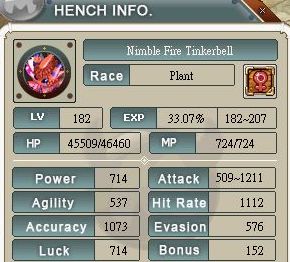 HENCH INFO.
Nimble Fire Tinkerbell
Race Plant
LV 182 EXP 33.07% 182~207
HP 45509/46460 MP 724/724
Power 714 Attack 509~1211
Agility 537 Hit Rate 1112
Accuracy 1073 Evasion 576
Luck 714 Bonus 152